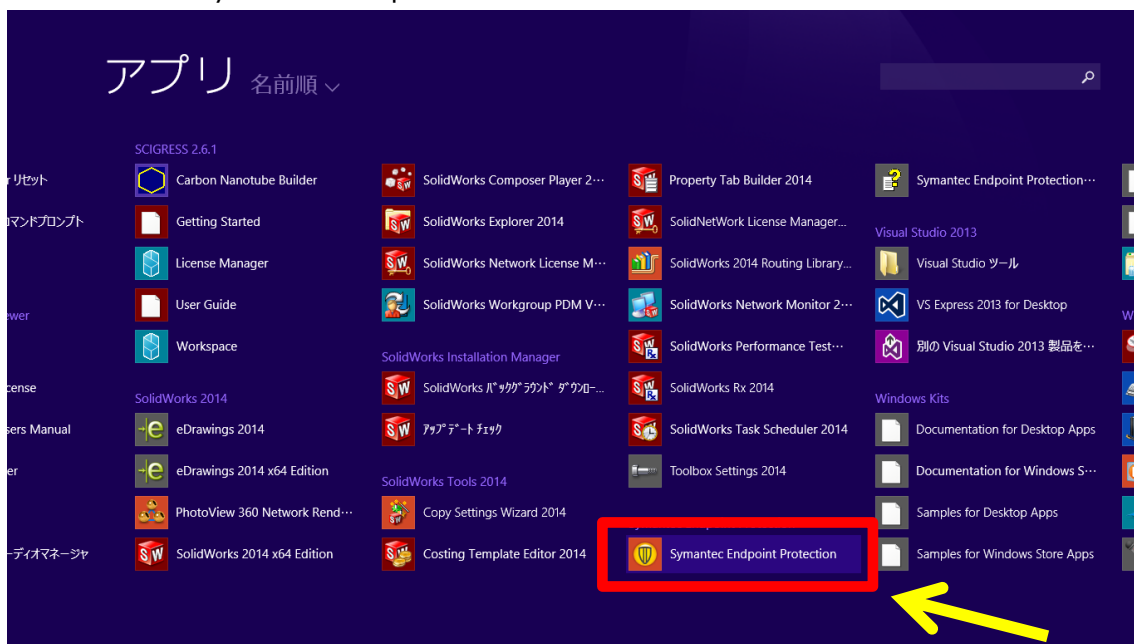 アプリ 名前順
r リセット
コマンドプロンプト
ewer
cense
sers Manual
er
ーディオマネージャ
SCIGRESS 2.6.1
Carbon Nanotube Builder
Getting Started
License Manager
User Guide
Workspace
SolidWorks 2014
eDrawings 2014
eDrawings 2014 x64 Edition
PhotoView 360 Network Rend…
SolidWorks 2014 x64 Edition
SolidWorks Composer Player 2…
SolidWorks Explorer 2014
SolidWorks Network License M…
SolidWorks Workgroup PDM V…
SolidWorks Installation Manager
SolidWorks ﾊﾞｯｸｸﾞﾗｳﾝﾄﾞ ﾀﾞｳﾝﾛｰ...
ｱｯﾌﾟﾃﾞｰﾄ ﾁｪｯｸ
SolidWorks Tools 2014
Copy Settings Wizard 2014
Costing Template Editor 2014
Property Tab Builder 2014
SolidNetWork License Manager...
SolidWorks 2014 Routing Library...
SolidWorks Network Monitor 2…
SolidWorks Performance Test…
SolidWorks Rx 2014
SolidWorks Task Scheduler 2014
Toolbox Settings 2014
Symantec Endpoint Protection
Symantec Endpoint Protection…
Visual Studio 2013
Visual Studio ツール
VS Express 2013 for Desktop
別の Visual Studio 2013 製品を…
Windows Kits
Documentation for Desktop Apps
Documentation for Windows S…
Samples for Desktop Apps
Samples for Windows Store Apps
W